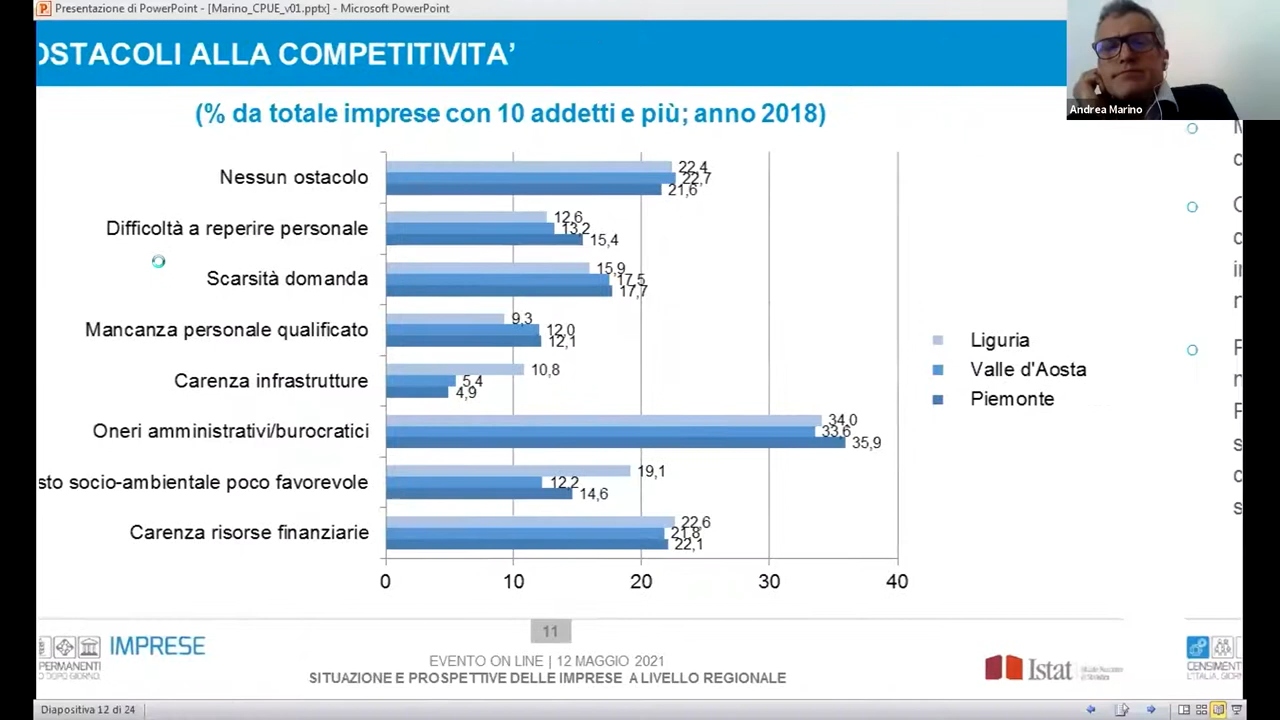 Presentazione di PowerPoint - [Marino_CPUE_v01.pptx] - Microsoft PowerPoint
OSTACOLI ALLA COMPETITIVITA'
(% da totale imprese con 10 addetti e più; anno 2018)
Andrea Marino
Nessun ostacolo
22,4
22,7
21,6
Difficoltà a reperire personale
12,6
13,2
15,4
Scarsità domanda
15,9
17,5
17,7
Mancanza personale qualificato
9,3
12,0
12,1
Carenza infrastrutture
10,8
5,4
4,9
Oneri amministrativi/burocratici
34,0
33,6
35,9
sto socio-ambientale poco favorevole
19,1
12,2
14,6
Carenza risorse finanziarie
22,6
21,8
22,1
0 10 20 30 40
Liguria
Valle d'Aosta
Piemonte
11
IMPRESE
PERMANENTI
O DOPO GIORNO.
EVENTO ON LINE | 12 MAGGIO 2021
SITUAZIONE E PROSPETTIVE DELLE IMPRESE A LIVELLO REGIONALE
Istat
CENSIMENT
L'ITALIA, GIOR
Diapositiva 12 di 24